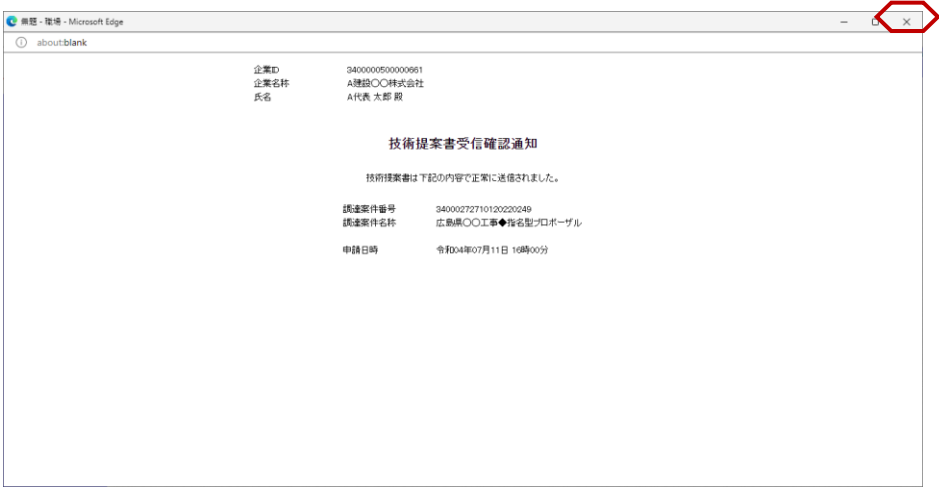 無題 - 職場 - Microsoft Edge
about:blank
企業ID 3400000500000661
企業名称 A建設〇〇株式会社
氏名 A代表 太郎 殿
技術提案書受信確認通知
技術提案書は下記の内容で正常に送信されました。
調達案件番号 34000272710120220249
調達案件名称 広島県〇〇工事◆指名型プロポーザル
申請日時 令和04年07月11日 16時00分